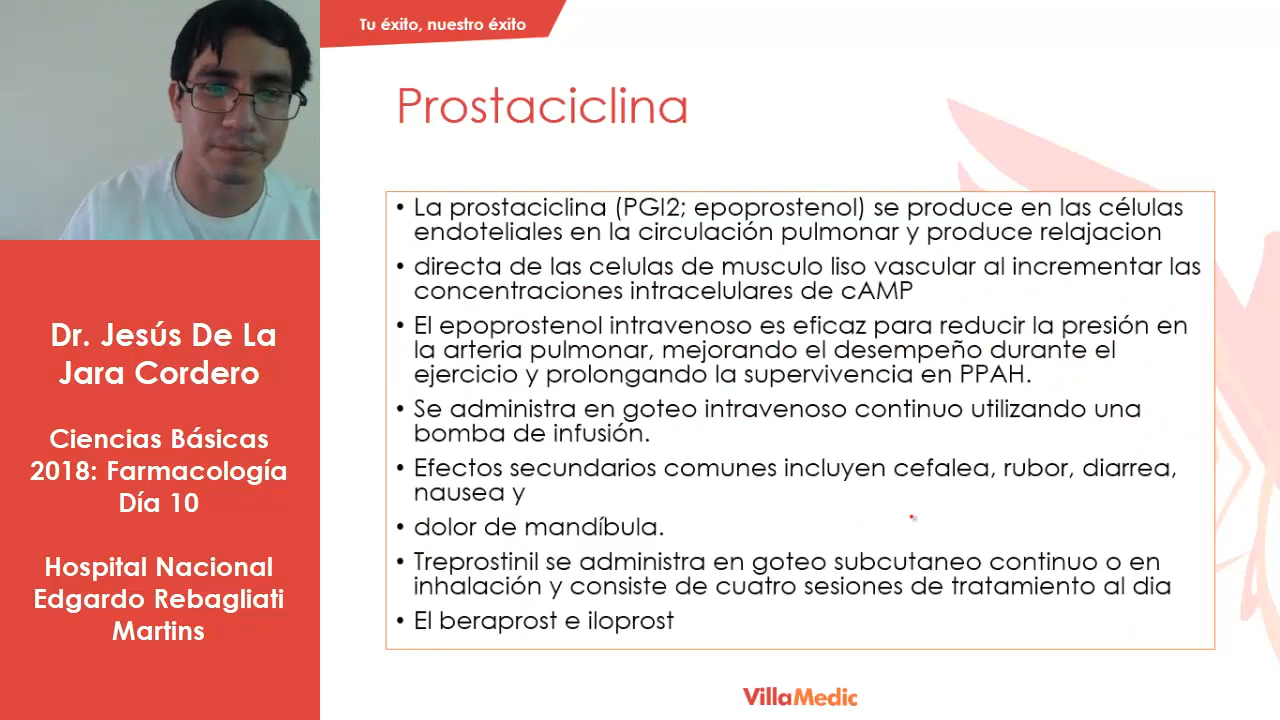 Tu éxito, nuestro éxito
Prostaciclina
• La prostaciclina (PGI2; epoprostenol) se produce en las células
endoteliales en la circulación pulmonar y produce relajacion
• directa de las celulas de musculo liso vascular al incrementar las
concentraciones intracelulares de cAMP
• El epoprostenol intravenoso es eficaz para reducir la presión en
la arteria pulmonar, mejorando el desempeño durante el
ejercicio y prolongando la supervivencia en PPAH.
• Se administra en goteo intravenoso continuo utilizando una
bomba de infusión.
• Efectos secundarios comunes incluyen cefalea, rubor, diarrea,
nausea y
• dolor de mandíbula.
• Treprostinil se administra en goteo subcutaneo continuo o en
inhalación y consiste de cuatro sesiones de tratamiento al dia
• El beraprost e iloprost
Dr. Jesús De La
Jara Cordero
Ciencias Básicas
2018: Farmacología
Día 10
Hospital Nacional
Edgardo Rebagliati
Martins
VillaMedic